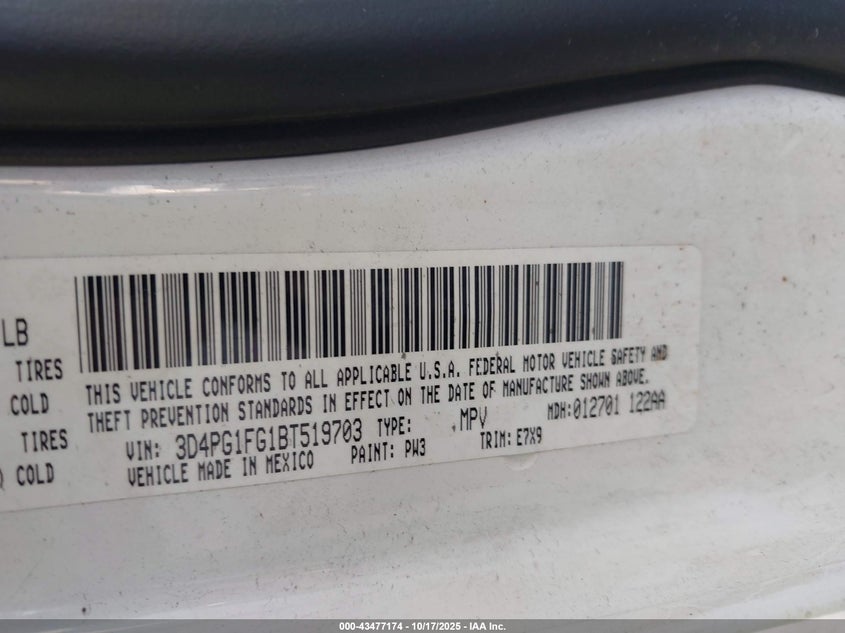 LB
TIRES
COLD
TIRES
COLD
THIS VEHICLE CONFORMS TO ALL APPLICABLE U.S.A. FEDERAL MOTOR VEHICLE SAFETY AND
THEFT PREVENTION STANDARDS IN EFFECT ON THE DATE OF MANUFACTURE SHOWN ABOVE.
VIN: 3D4PG1FG1BT519703 TYPE: MPV MDH:012701 122AA
VEHICLE MADE IN MEXICO PAINT: PW3 TRIM: E7X9
000-43477174 - 10/17/2025 - IAA Inc.